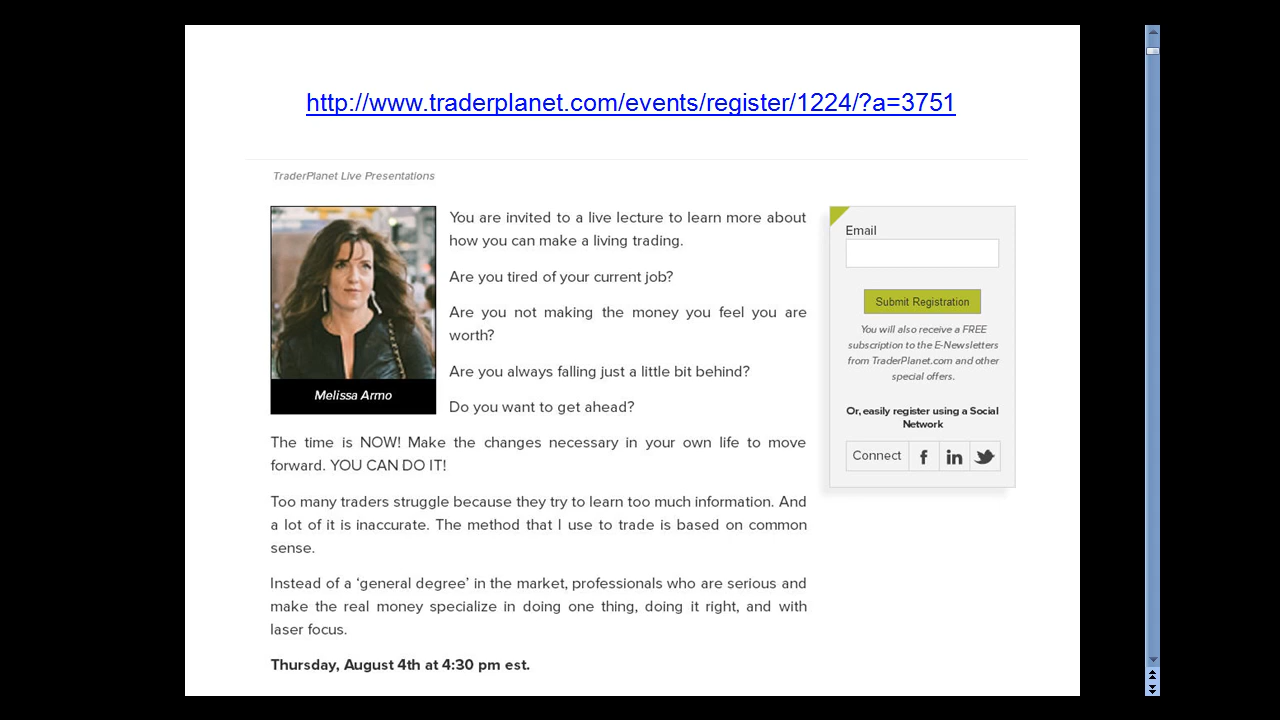 http://www.traderplanet.com/events/register/1224/?a=3751
TraderPlanet Live Presentations
Melissa Armo
You are invited to a live lecture to learn more about
how you can make a living trading.
Are you tired of your current job?
Are you not making the money you feel you are
worth?
Are you always falling just a little bit behind?
Do you want to get ahead?
The time is NOW! Make the changes necessary in your own life to move
forward. YOU CAN DO IT!
Too many traders struggle because they try to learn too much information. And
a lot of it is inaccurate. The method that I use to trade is based on common
sense.
Instead of a ‘general degree’ in the market, professionals who are serious and
make the real money specialize in doing one thing, doing it right, and with
laser focus.
Thursday, August 4th at 4:30 pm est.
Email
Submit Registration
You will also receive a FREE
subscription to the E-Newsletters
from TraderPlanet.com and other
special offers.
Or, easily register using a Social
Network
Connect f in